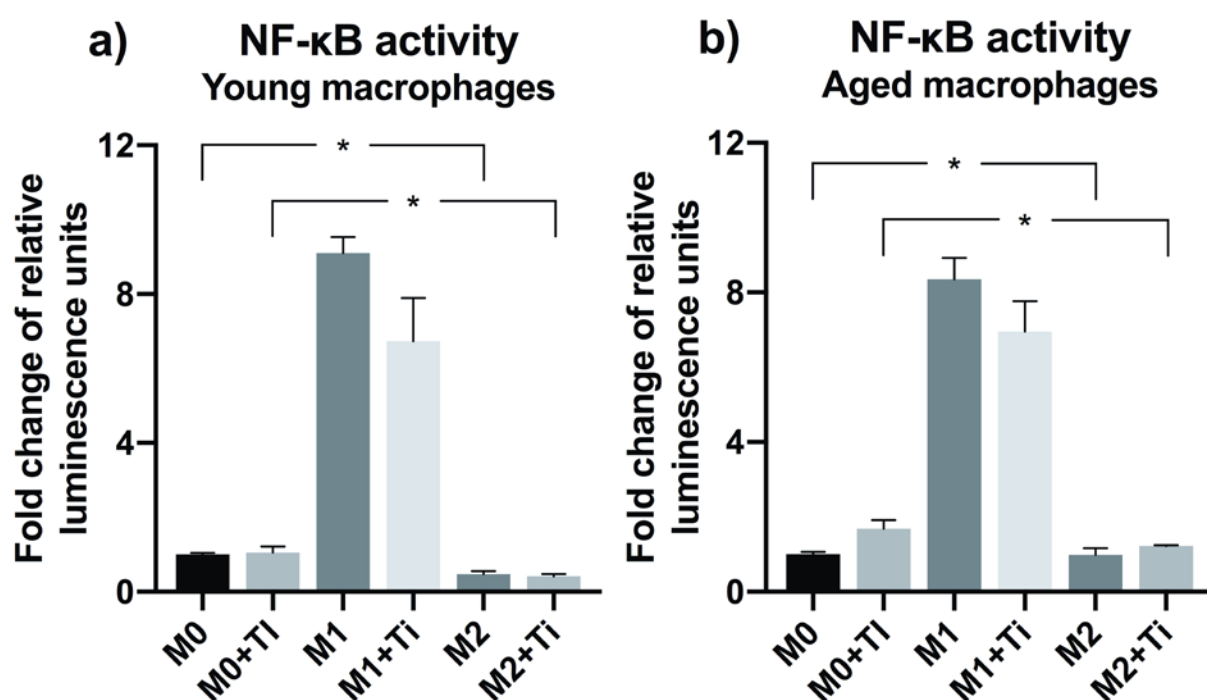 a)
NF-κB activity
Young macrophages
Fold change of relative
luminescence units
12
8
4
0
*
*
M0
M0+TI
M1
M1+Ti
M2
M2+Ti
b)
NF-κB activity
Aged macrophages
Fold change of relative
luminescence units
12
8
4
0
*
*
M0
M0+TI
M1
M1+Ti
M2
M2+Ti